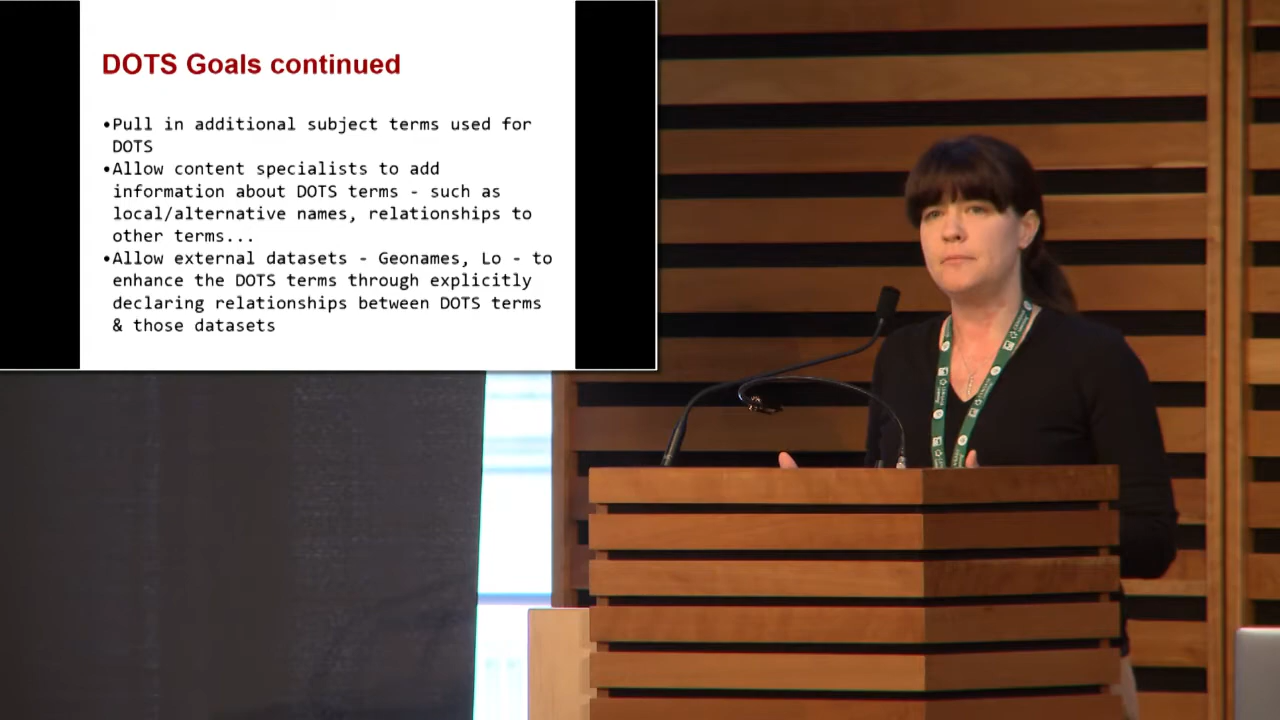 DOTS Goals continued
•Pull in additional subject terms used for
DOTS
•Allow content specialists to add
information about DOTS terms - such as
local/alternative names, relationships to
other terms...
•Allow external datasets - Geonames, Lo - to
enhance the DOTS terms through explicitly
declaring relationships between DOTS terms
& those datasets